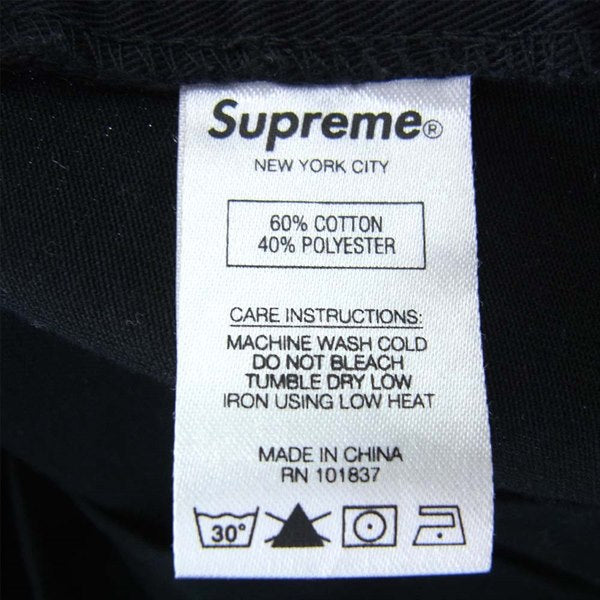 Supreme®
NEW YORK CITY
60% COTTON
40% POLYESTER
CARE INSTRUCTIONS:
MACHINE WASH COLD
DO NOT BLEACH
TUMBLE DRY LOW
IRON USING LOW HEAT
MADE IN CHINA
RN 101837
30°